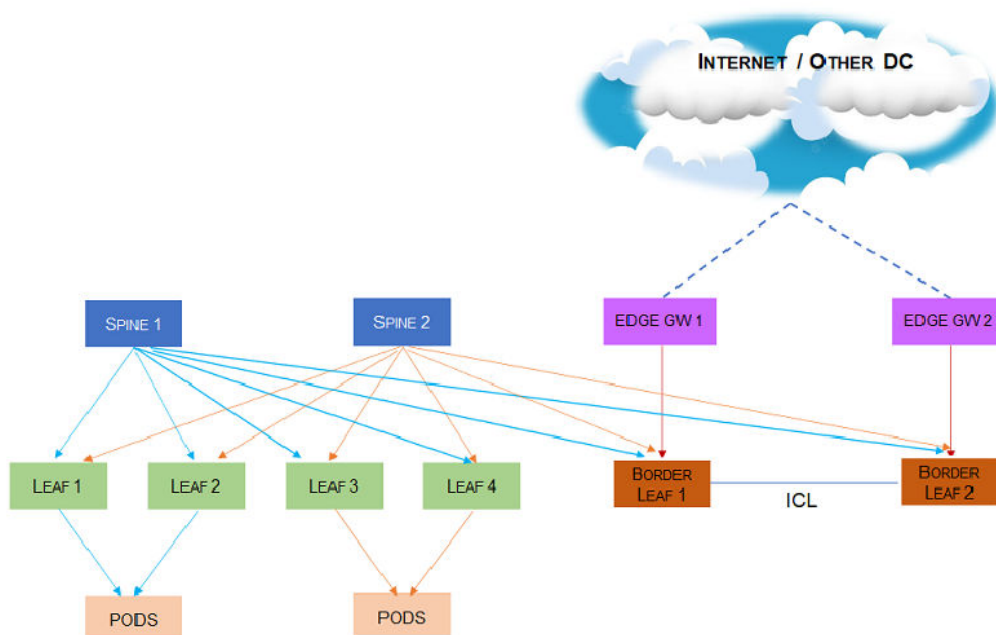 INTERNET / OTHER DC
SPINE 1
SPINE 2
EDGE GW 1
EDGE GW 2
LEAF 1
LEAF 2
LEAF 3
LEAF 4
BORDER
LEAF 1
ICL
BORDER
LEAF 2
PODS
PODS